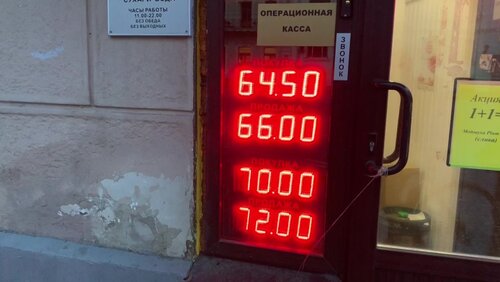 ЧАСЫ РАБОТЫ
11.00-22.00
БЕЗ ОБЕДА
БЕЗ ВЫХОДНЫХ
ОПЕРАЦИОННАЯ
КАССА
ЗВОНОК
64.50
ПРОДАЖА
66.00
70.00
72.00
Акция
1+1=